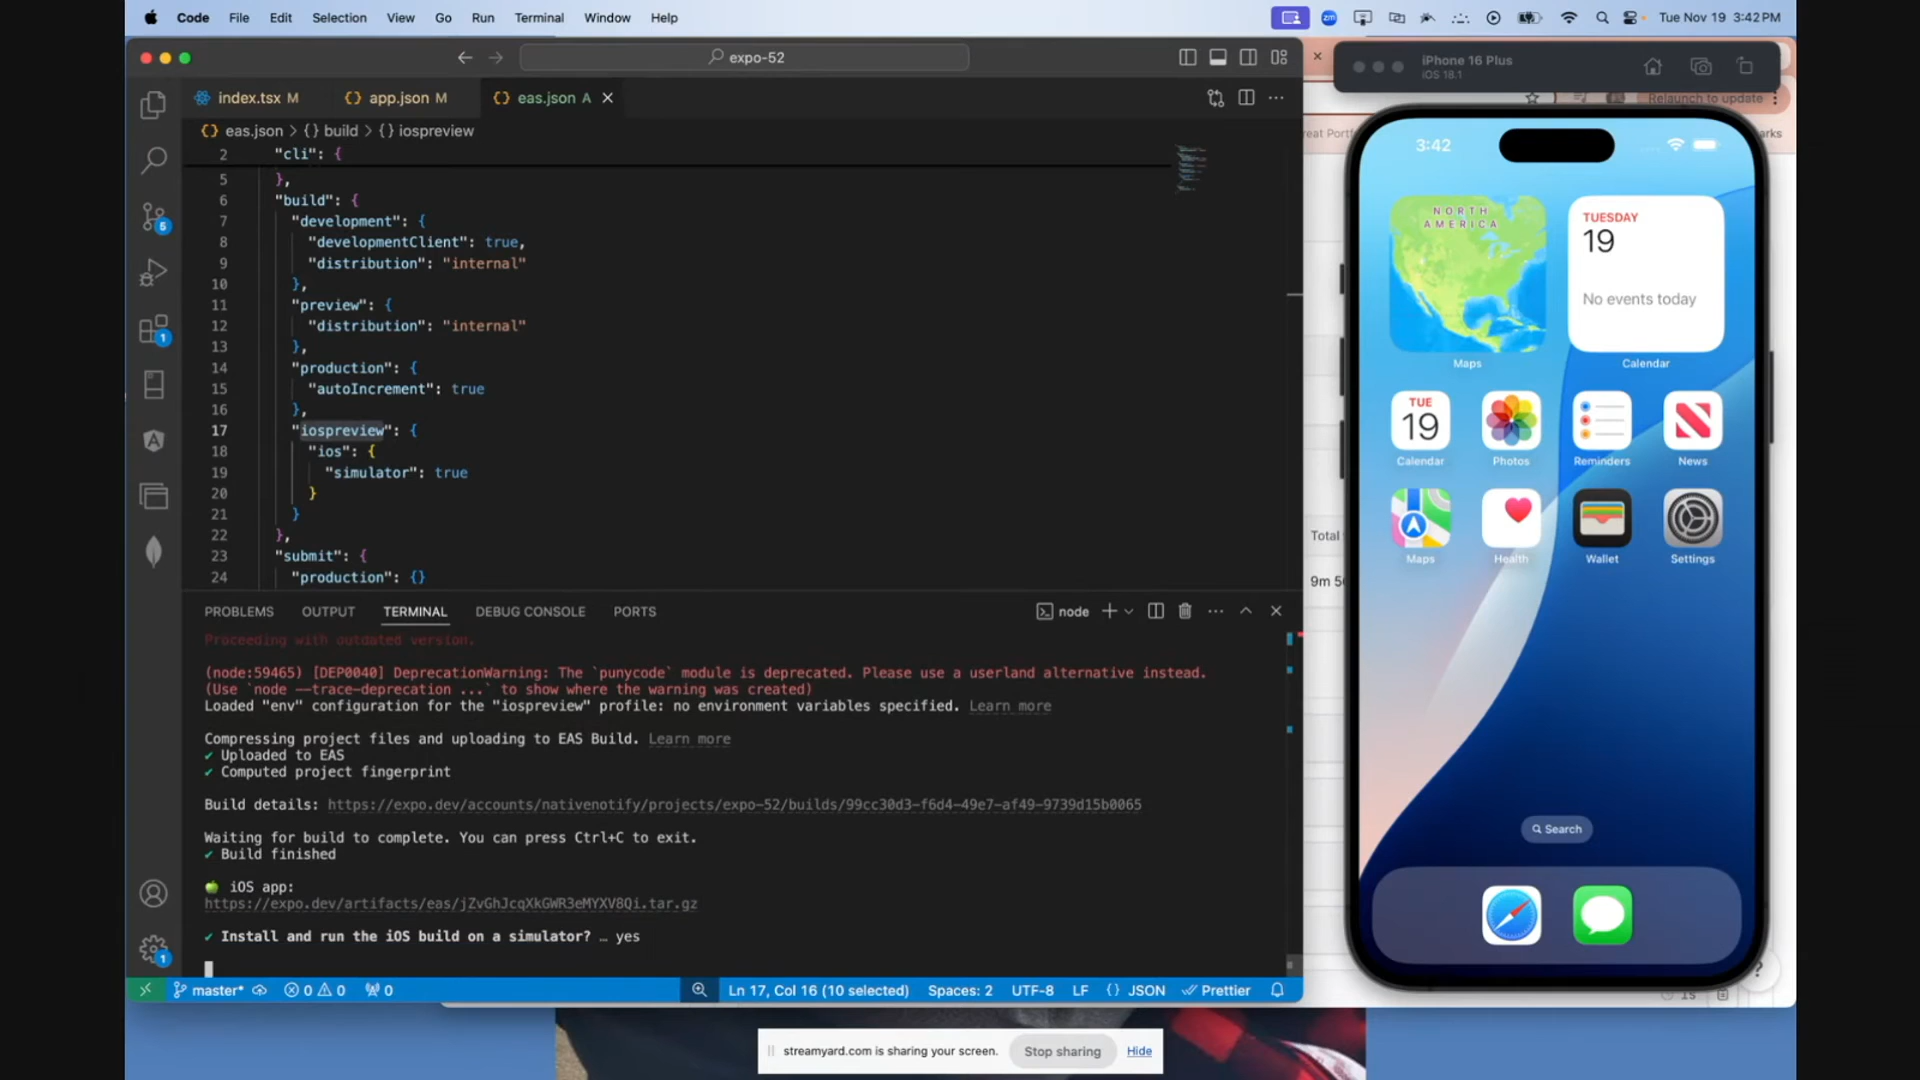 Code File Edit Selection View Go Run Terminal Window Help
zm
Tue Nov 19 3:42 PM
expo-52
index.tsx M
app.json M
eas.json A
eas.json > {} build > {} iospreview
2 "cli": {
5 },
6 "build": {
7 "development": {
8 "developmentClient": true,
9 "distribution": "internal"
10 },
11 "preview": {
12 "distribution": "internal"
13 },
14 "production": {
15 "autoIncrement": true
16 },
17 "iospreview": {
18 "ios": {
19 "simulator": true
20 }
21 }
22 },
23 "submit": {
24 "production": {}
5
1
1
PROBLEMS OUTPUT TERMINAL DEBUG CONSOLE PORTS
node
Proceeding with outdated version.
(node:59465) [DEP0040] DeprecationWarning: The `punycode` module is deprecated. Please use a userland alternative instead.
(Use `node --trace-deprecation ...` to show where the warning was created)
Loaded "env" configuration for the "iospreview" profile: no environment variables specified. Learn more
Compressing project files and uploading to EAS Build. Learn more
✔ Uploaded to EAS
✔ Computed project fingerprint
Build details: https://expo.dev/accounts/nativenotify/projects/expo-52/builds/99cc30d3-f6d4-49e7-af49-9739d15b0065
Waiting for build to complete. You can press Ctrl+C to exit.
✔ Build finished
iOS app:
https://expo.dev/artifacts/eas/jZvGhJcqXkGWR3eMYXV8Qi.tar.gz
✔ Install and run the iOS build on a simulator? … yes
master* 0 0 0
Ln 17, Col 16 (10 selected) Spaces: 2 UTF-8 LF {} JSON Prettier
iPhone 16 Plus
iOS 18.1
Relaunch to update
Total
9m
3:42
NORTH
AMERICA
Maps
TUESDAY
19
No events today
Calendar
TUE
19
Calendar
Photos
Reminders
News
Maps
Health
Wallet
Settings
Search
?
streamyard.com is sharing your screen.
Stop sharing
Hide